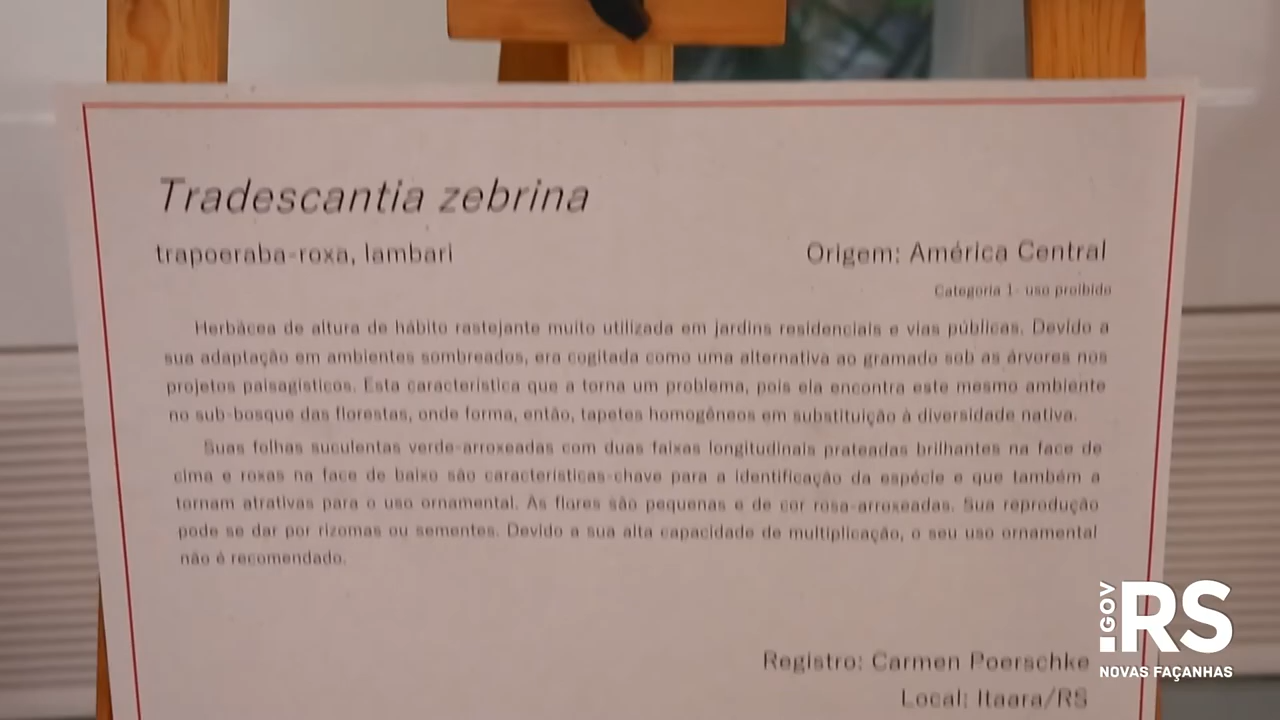 Tradescantia zebrina
trapoeraba-roxa, lambari
Origem: América Central
Categoria 1- uso proibido
Herbácea de altura de hábito rastejante muito utilizada em jardins residenciais e vias públicas. Devido a
sua adaptação em ambientes sombreados, era cogitada como uma alternativa ao gramado sob as árvores nos
projetos paisagísticos. Esta característica que a torna um problema, pois ela encontra este mesmo ambiente
no sub-bosque das florestas, onde forma, então, tapetes homogêneos em substituição à diversidade nativa.
Suas folhas suculentas verde-arroxeadas com duas faixas longitudinais prateadas brilhantes na face de
cima e roxas na face de baixo são características-chave para a identificação da espécie e que também a
tornam atrativas para o uso ornamental. As flores são pequenas e de cor rosa-arroxeadas. Sua reprodução
pode se dar por rizomas ou sementes. Devido a sua alta capacidade de multiplicação, o seu uso ornamental
não é recomendado.
Registro: Carmen Poerschke
Local: Itaara/RS
.GOV RS
NOVAS FAÇANHAS